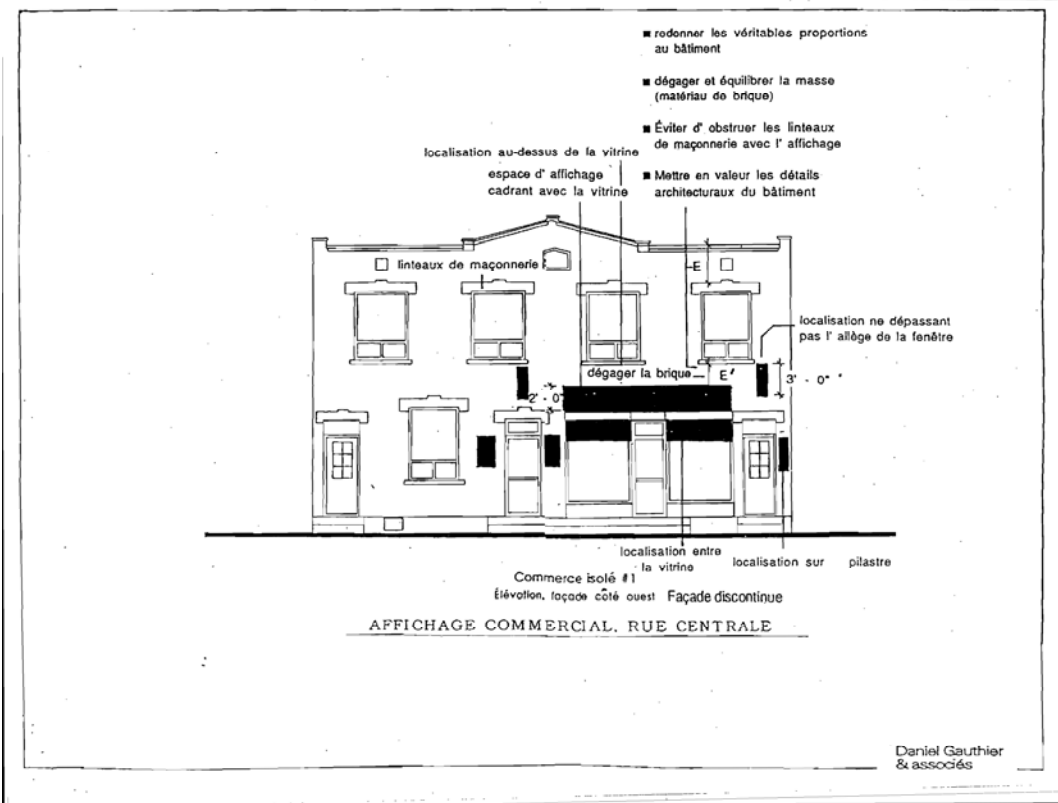 ■ redonner les véritables proportions
au bâtiment
■ dégager et équilibrer la masse
(matériau de brique)
■ Éviter d' obstruer les linteaux
de maçonnerie avec l' affichage
■ Mettre en valeur les détails
architecturaux du bâtiment
localisation au-dessus de la vitrine
espace d' affichage
cadrant avec la vitrine
E
linteaux de maçonnerie
localisation ne dépassant
pas l' allège de la fenêtre
dégager la brique
E'
3' - 0"
2' - 0"
localisation entre
la vitrine
localisation sur pilastre
Commerce isolé #1
Élévation, façade côté ouest Façade discontinue
AFFICHAGE COMMERCIAL, RUE CENTRALE
Daniel Gauthier
& associés